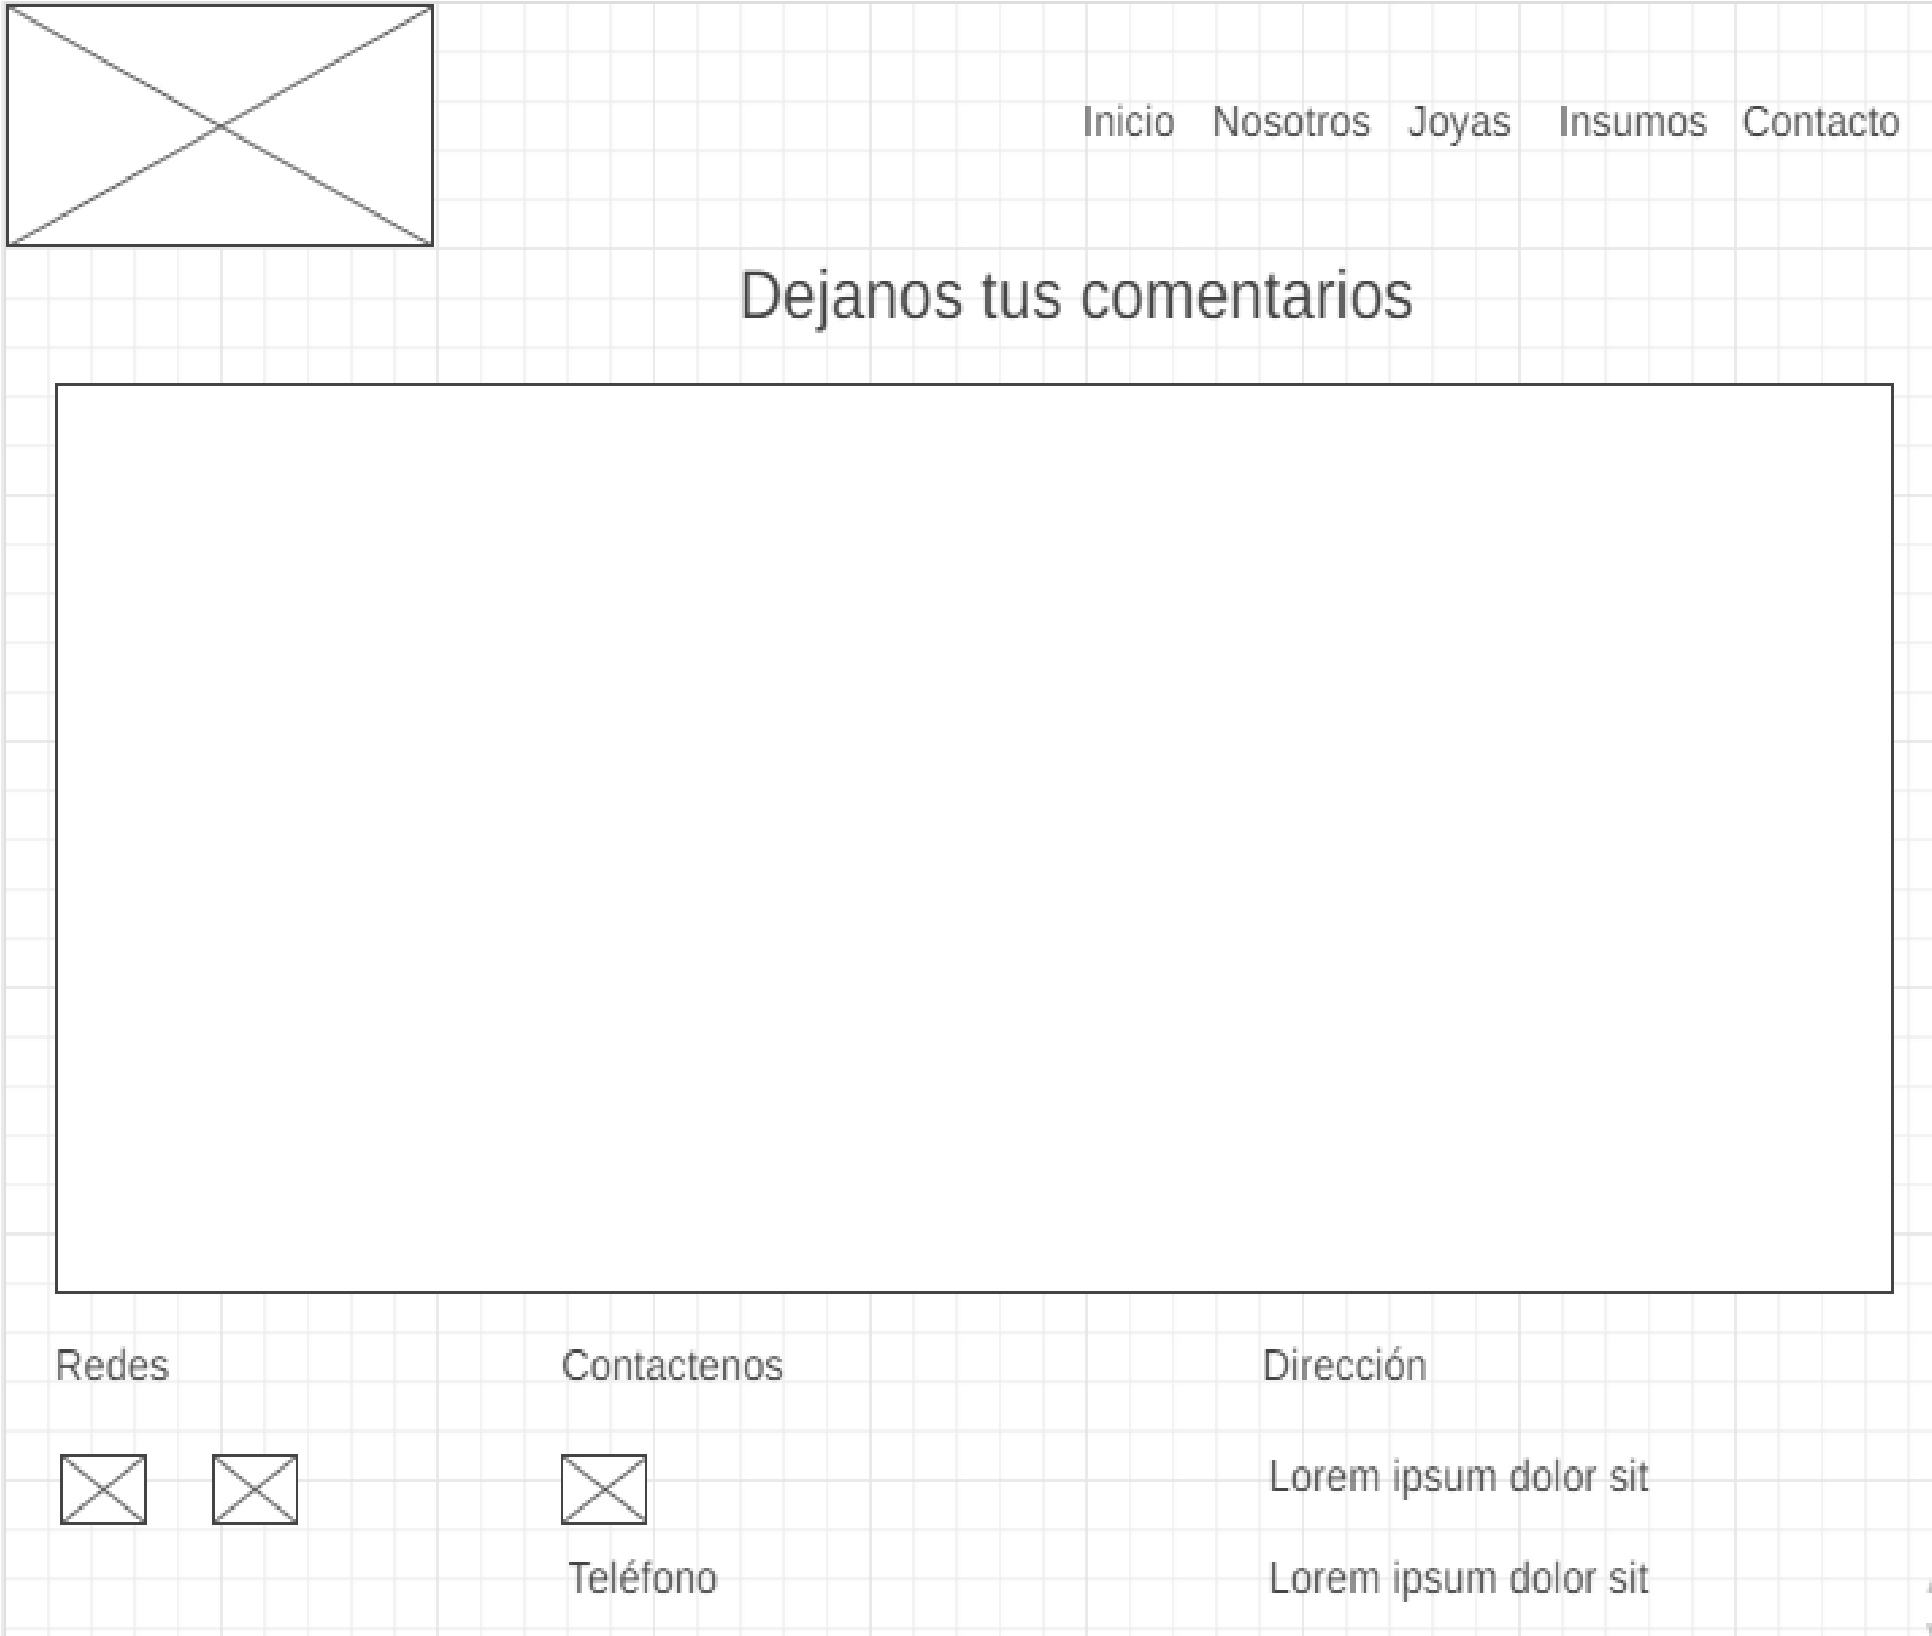 Inicio Nosotros Joyas Insumos Contacto
Dejanos tus comentarios
Redes Contactenos Dirección
Lorem ipsum dolor sit
Teléfono Lorem ipsum dolor sit